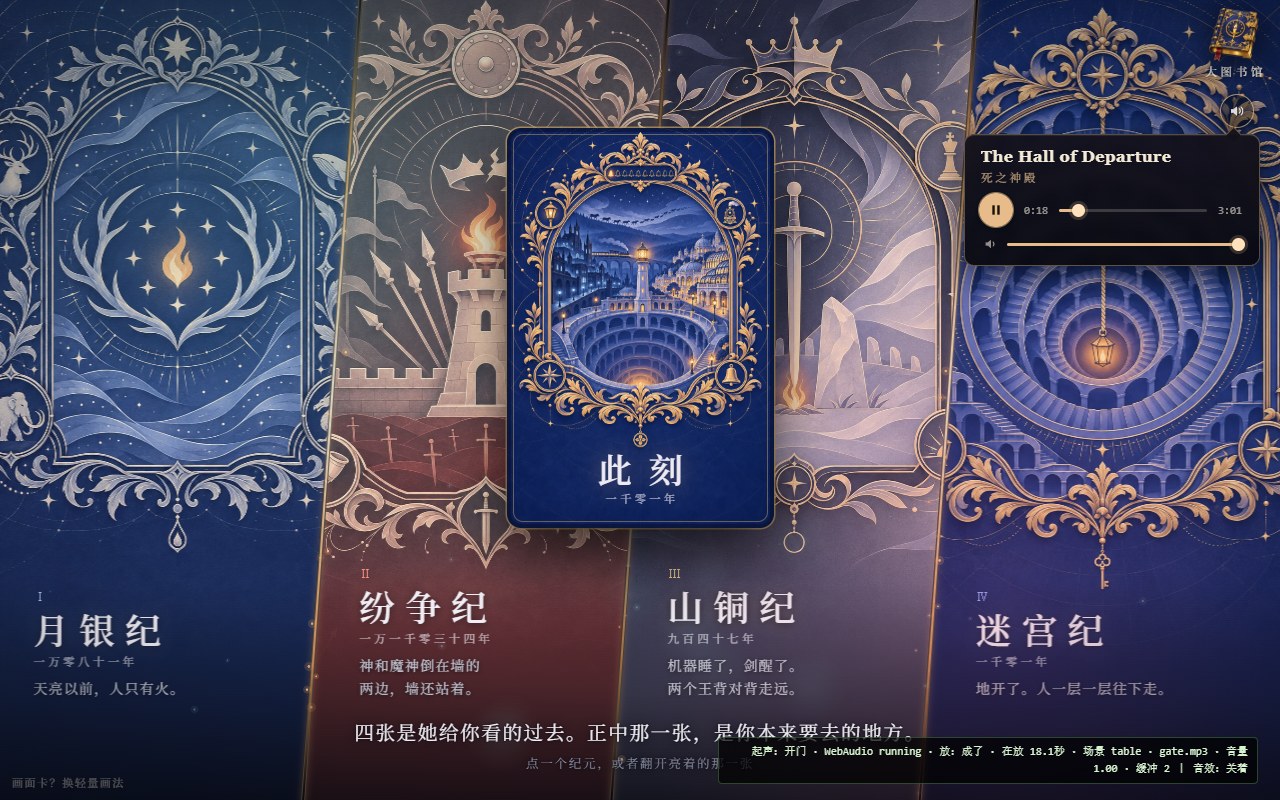 大图书馆
The Hall of Departure
死之神殿
0:18
3:01
此刻
一千零一年
I
月银纪
一万零八十一年
天亮以前，人只有火。
II
纷争纪
一万一千零三十四年
神和魔神倒在墙的
两边，墙还站着。
III
山铜纪
九百四十七年
机器睡了，剑醒了。
两个王背对背走远。
IV
迷宫纪
一千零一年
地开了。人一层一层往下走。
四张是她给你看的过去。正中那一张，是你本来要去的地方。
点一个纪元，或者翻开亮着的那一张
起声：开门 · WebAudio running · 放：成了 · 在放 18.1秒 · 场景 table · gate.mp3 · 音量
1.00 · 缓冲 2 | 音效：关着
画面卡？换轻量画法